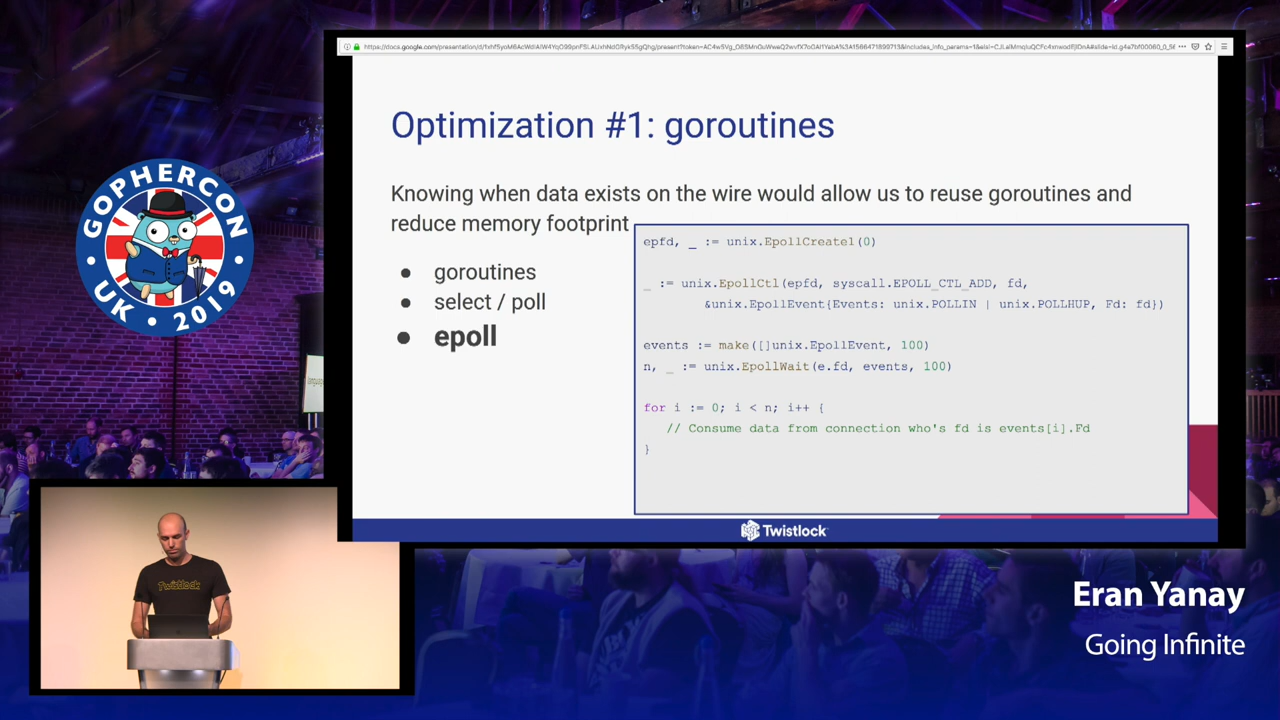 Optimization #1: goroutines
Knowing when data exists on the wire would allow us to reuse goroutines and
reduce memory footprint
● goroutines
● select / poll
● epoll
epfd, _ := unix.EpollCreate1(0)
_ := unix.EpollCtl(epfd, syscall.EPOLL_CTL_ADD, fd,
&unix.EpollEvent{Events: unix.POLLIN | unix.POLLHUP, Fd: fd})
events := make([]unix.EpollEvent, 100)
n, _ := unix.EpollWait(e.fd, events, 100)
for i := 0; i < n; i++ {
// Consume data from connection who's fd is events[i].Fd
}
Twistlock
GOPHERCON
UK • 2019
Twistlock
Eran Yanay
Going Infinite